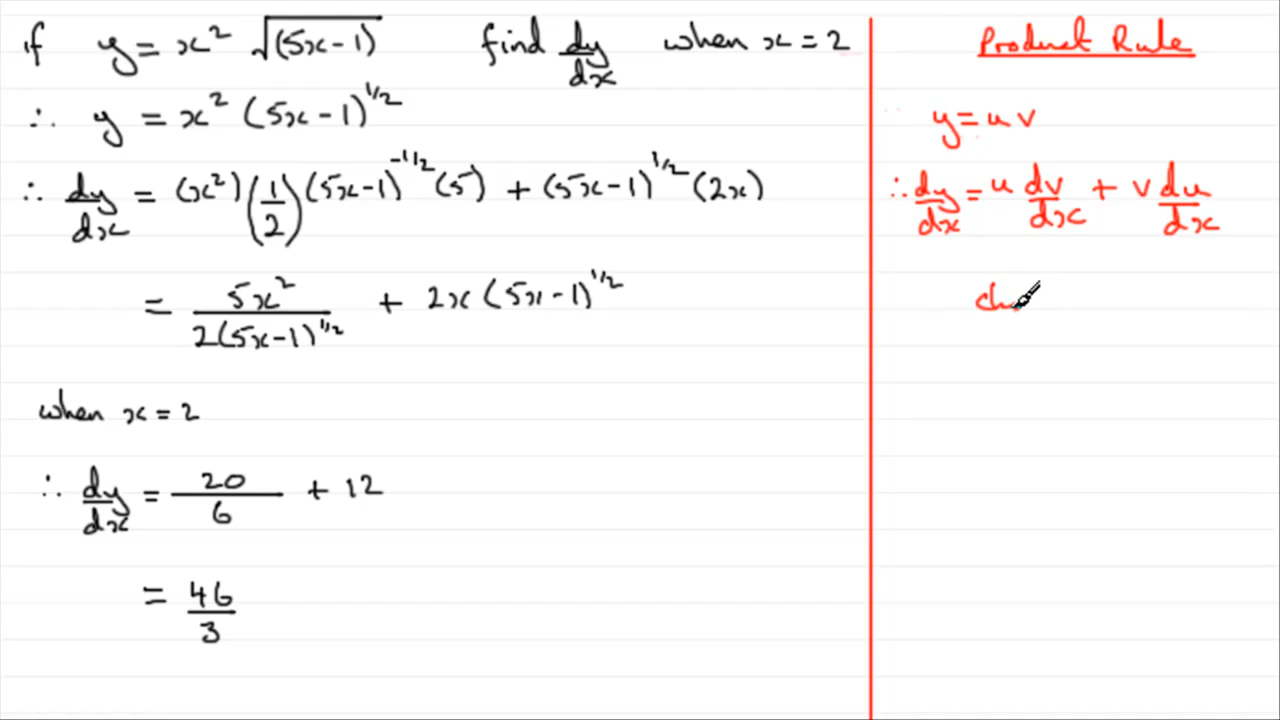 if y = x² √(5x-1) find dy/dx when x = 2
∴ y = x² (5x-1)^1/2
∴ dy/dx = (x²)(1/2)(5x-1)^-1/2 (5) + (5x-1)^1/2 (2x)
= 5x²/2(5x-1)^1/2 + 2x(5x-1)^1/2
when x = 2
∴ dy/dx = 20/6 + 12
= 46/3
Product Rule
y = uv
∴ dy/dx = u dv/dx + v du/dx